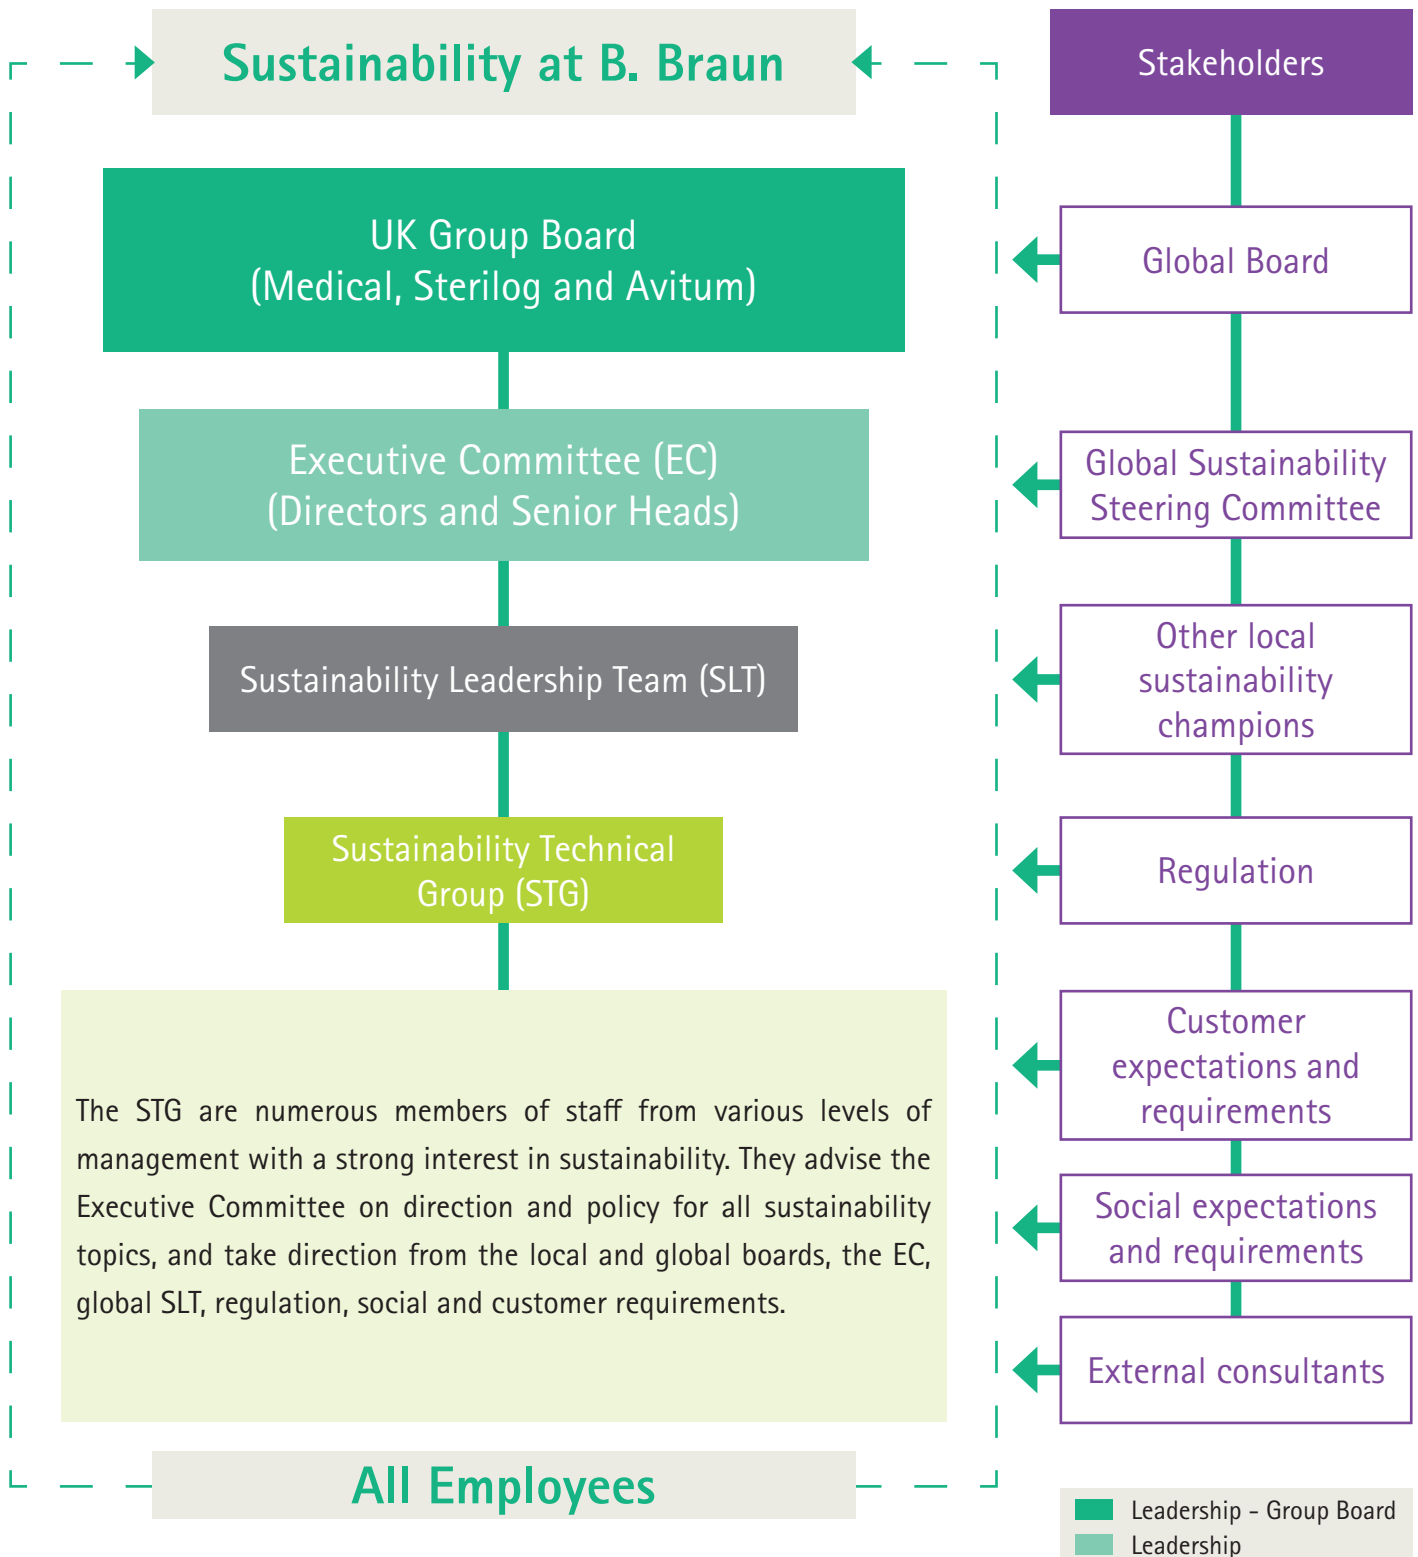 Sustainability at B. Braun
UK Group Board
(Medical, Sterilog and Avitum)
Executive Committee (EC)
(Directors and Senior Heads)
Sustainability Leadership Team (SLT)
Sustainability Technical
Group (STG)
The STG are numerous members of staff from various levels of
management with a strong interest in sustainability. They advise the
Executive Committee on direction and policy for all sustainability
topics, and take direction from the local and global boards, the EC,
global SLT, regulation, social and customer requirements.
All Employees
Stakeholders
Global Board
Global Sustainability
Steering Committee
Other local
sustainability
champions
Regulation
Customer
expectations and
requirements
Social expectations
and requirements
External consultants
Leadership - Group Board
Leadership